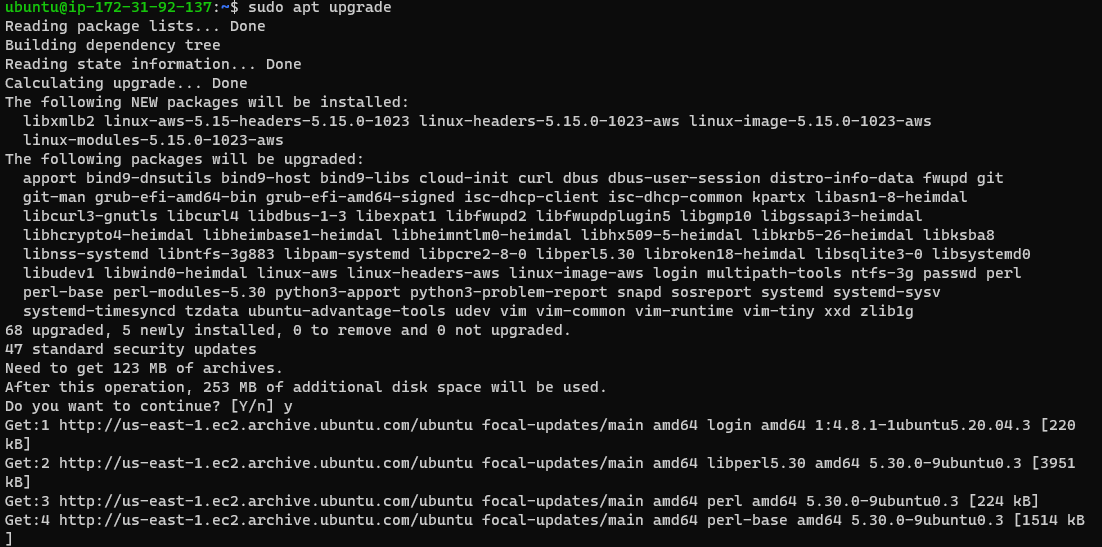 ubuntu@ip-172-31-92-137:~$ sudo apt upgrade
Reading package lists... Done
Building dependency tree
Reading state information... Done
Calculating upgrade... Done
The following NEW packages will be installed:
  libxmlb2 linux-aws-5.15-headers-5.15.0-1023 linux-headers-5.15.0-1023-aws linux-image-5.15.0-1023-aws
  linux-modules-5.15.0-1023-aws
The following packages will be upgraded:
  apport bind9-dnsutils bind9-host bind9-libs cloud-init curl dbus dbus-user-session distro-info-data fwupd git
  git-man grub-efi-amd64-bin grub-efi-amd64-signed isc-dhcp-client isc-dhcp-common kpartx libasn1-8-heimdal
  libcurl3-gnutls libcurl4 libdbus-1-3 libexpat1 libfwupd2 libfwupdplugin5 libgmp10 libgssapi3-heimdal
  libhcrypto4-heimdal libheimbase1-heimdal libheimntlm0-heimdal libhx509-5-heimdal libkrb5-26-heimdal libksba8
  libnss-systemd libntfs-3g883 libpam-systemd libpcre2-8-0 libperl5.30 libroken18-heimdal libsqlite3-0 libsystemd0
  libudev1 libwind0-heimdal linux-aws linux-headers-aws linux-image-aws login multipath-tools ntfs-3g passwd perl
  perl-base perl-modules-5.30 python3-apport python3-problem-report snapd sosreport systemd systemd-sysv
  systemd-timesyncd tzdata ubuntu-advantage-tools udev vim vim-common vim-runtime vim-tiny xxd zlib1g
68 upgraded, 5 newly installed, 0 to remove and 0 not upgraded.
47 standard security updates
Need to get 123 MB of archives.
After this operation, 253 MB of additional disk space will be used.
Do you want to continue? [Y/n] y
Get:1 http://us-east-1.ec2.archive.ubuntu.com/ubuntu focal-updates/main amd64 login amd64 1:4.8.1-1ubuntu5.20.04.3 [220
kB]
Get:2 http://us-east-1.ec2.archive.ubuntu.com/ubuntu focal-updates/main amd64 libperl5.30 amd64 5.30.0-9ubuntu0.3 [3951
kB]
Get:3 http://us-east-1.ec2.archive.ubuntu.com/ubuntu focal-updates/main amd64 perl amd64 5.30.0-9ubuntu0.3 [224 kB]
Get:4 http://us-east-1.ec2.archive.ubuntu.com/ubuntu focal-updates/main amd64 perl-base amd64 5.30.0-9ubuntu0.3 [1514 kB
]